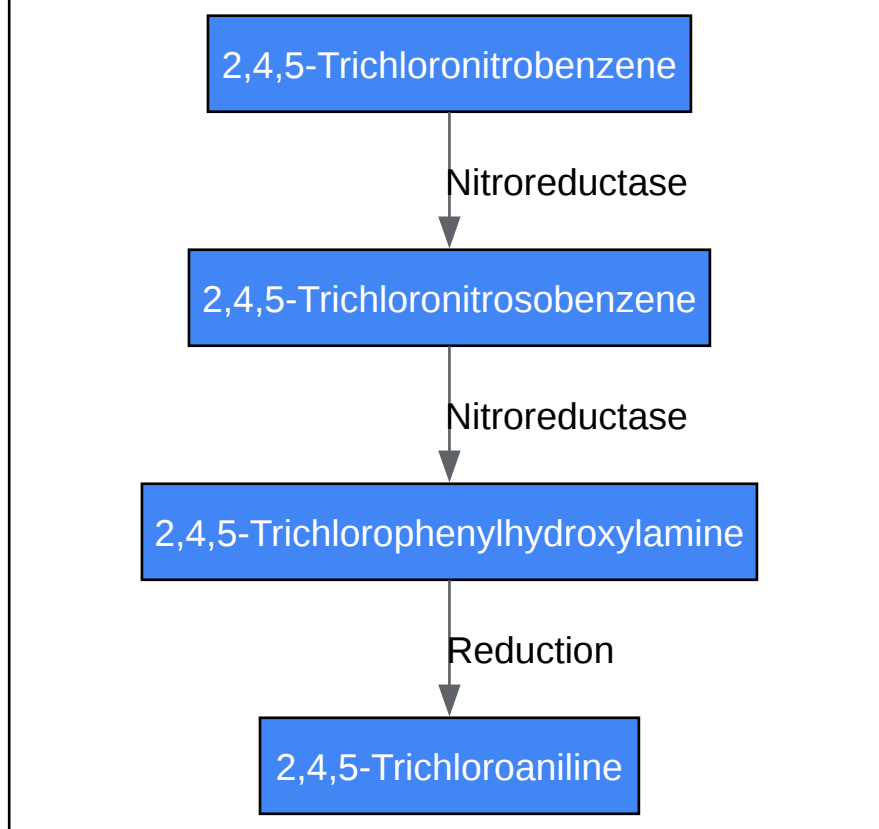 2,4,5-Trichloronitrobenzene
Nitroreductase
2,4,5-Trichloronitrosobenzene
Nitroreductase
2,4,5-Trichlorophenylhydroxylamine
Reduction
2,4,5-Trichloroaniline